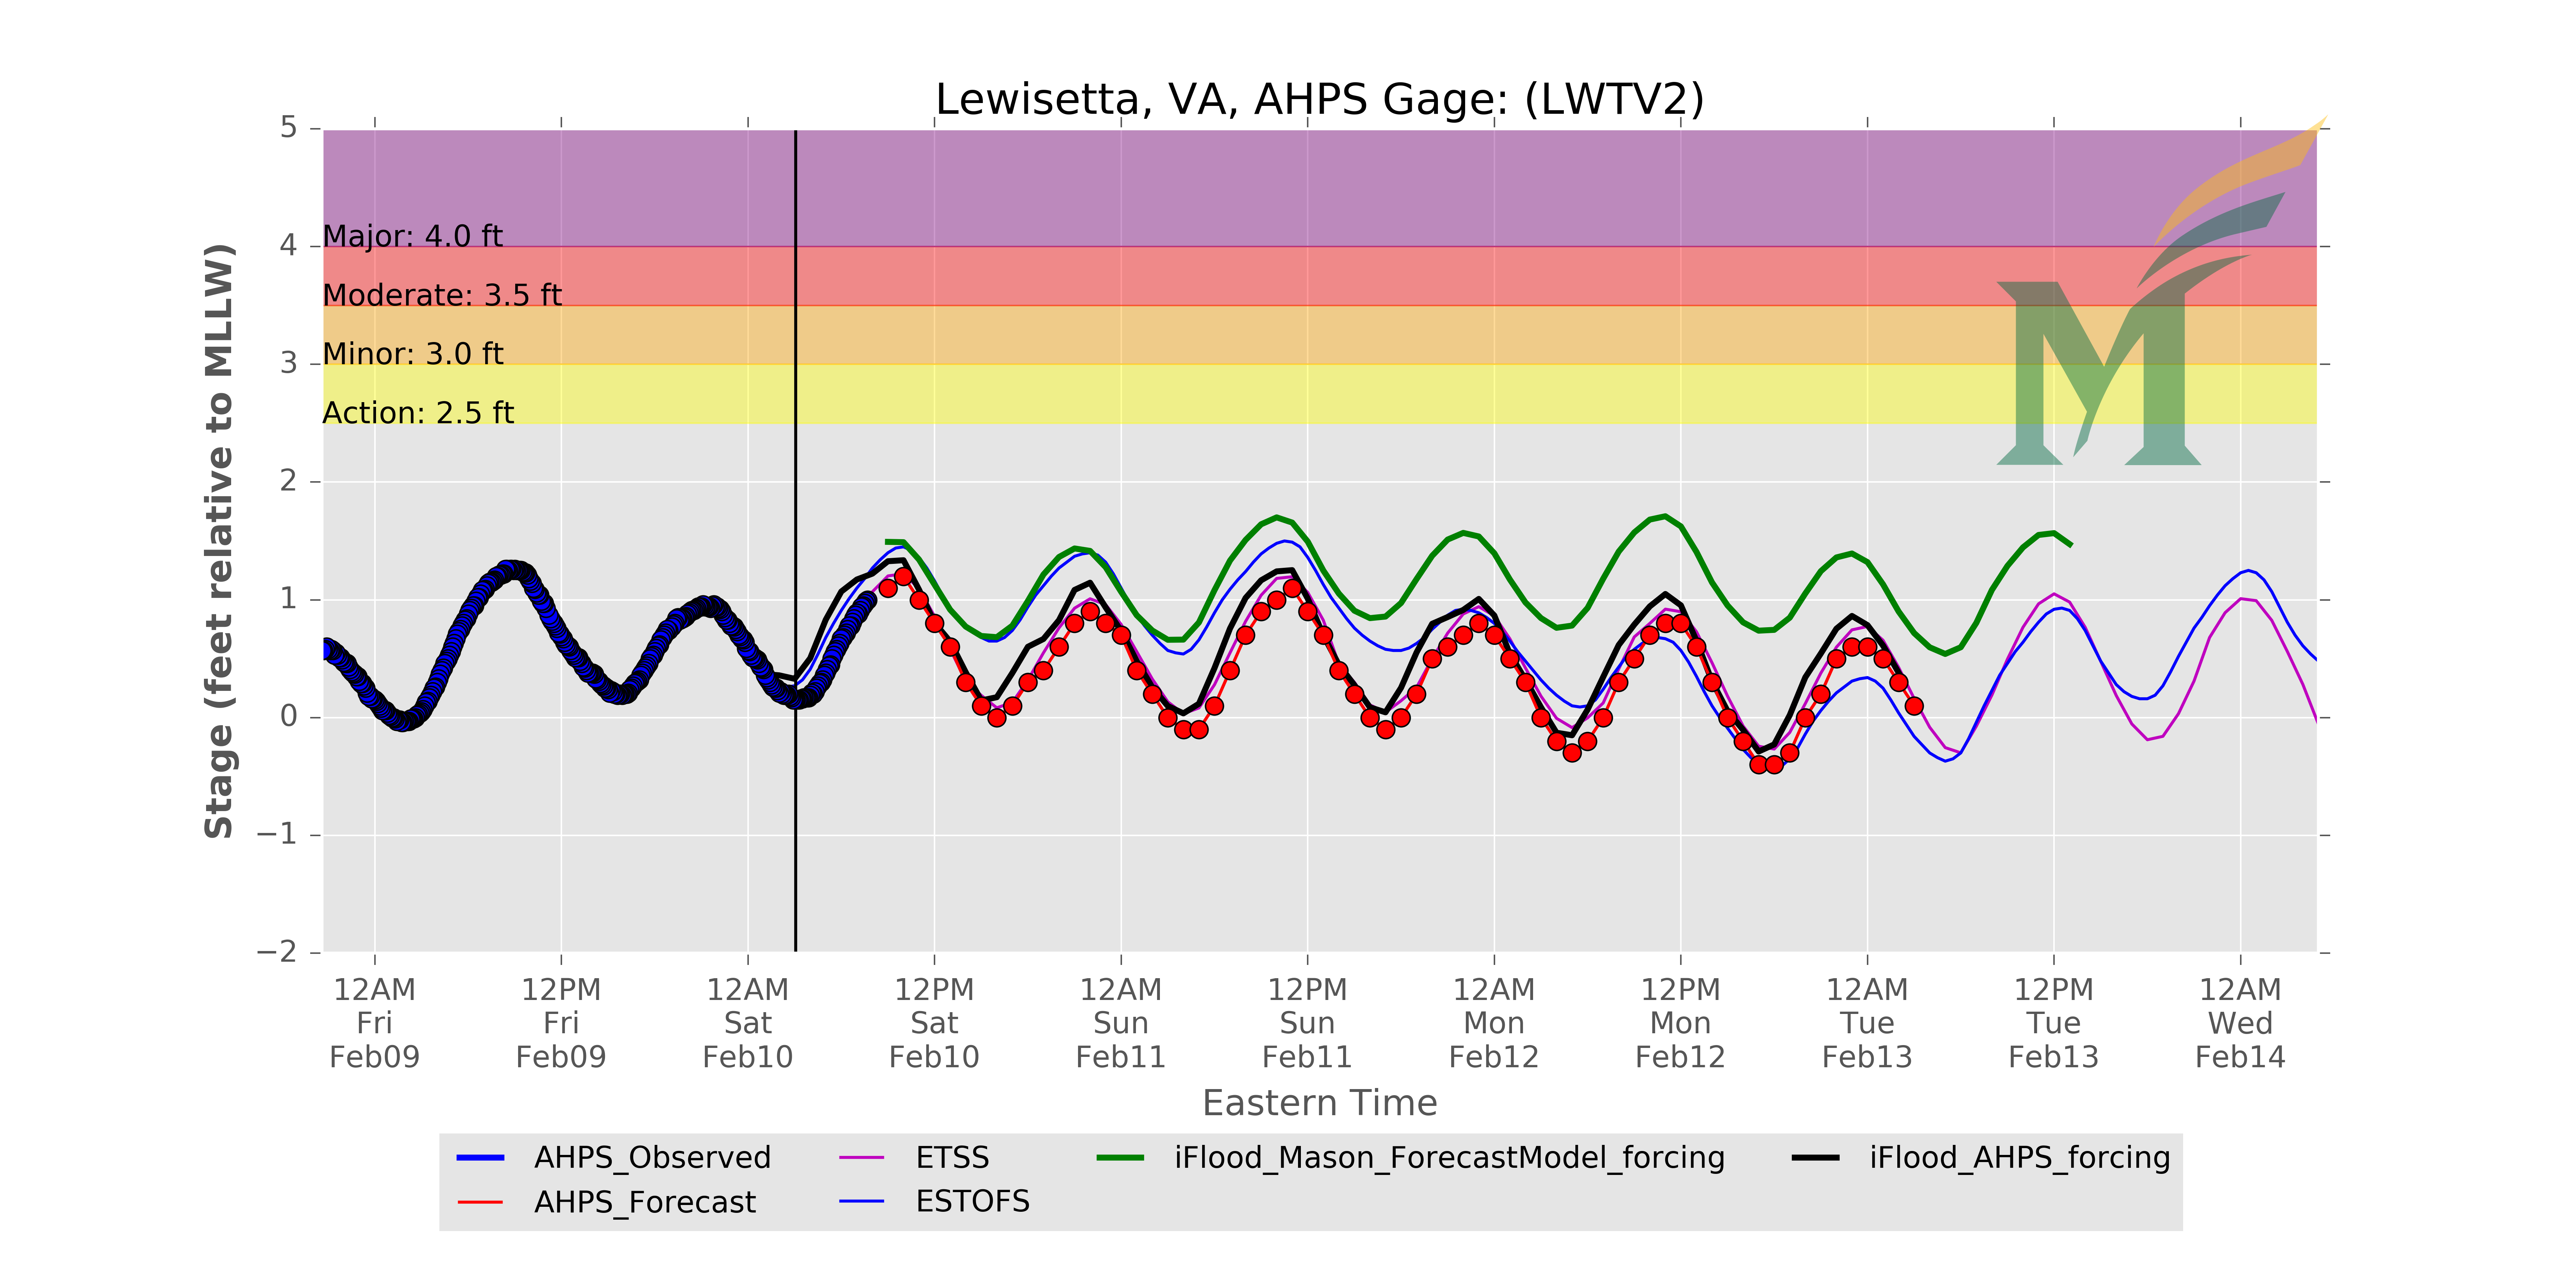 Lewisetta, VA, AHPS Gage: (LWTV2)
Stage (feet relative to MLLW)
5
4
3
2
1
0
−1
−2
Major: 4.0 ft
Moderate: 3.5 ft
Minor: 3.0 ft
Action: 2.5 ft
M
12AM 12PM 12AM 12PM 12AM 12PM 12AM 12PM 12AM 12PM 12AM
Fri Fri Sat Sat Sun Sun Mon Mon Tue Tue Wed
Feb09 Feb09 Feb10 Feb10 Feb11 Feb11 Feb12 Feb12 Feb13 Feb13 Feb14
Eastern Time
AHPS_Observed ETSS iFlood_Mason_ForecastModel_forcing iFlood_AHPS_forcing
AHPS_Forecast ESTOFS